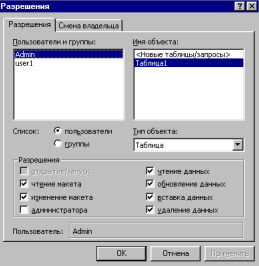 Разрешения
Разрешения
Смена владельца
Пользователи и группы:
Имя объекта:
Admin
user1
<Новые таблицы/запросы>
Таблица1
Список:
пользователи
группы
Тип объекта:
Таблица
Разрешения
открытие/запуск
чтение данных
чтение макета
обновление данных
изменение макета
вставка данных
администратора
удаление данных
Пользователь: Admin
OK
Отмена
Применить